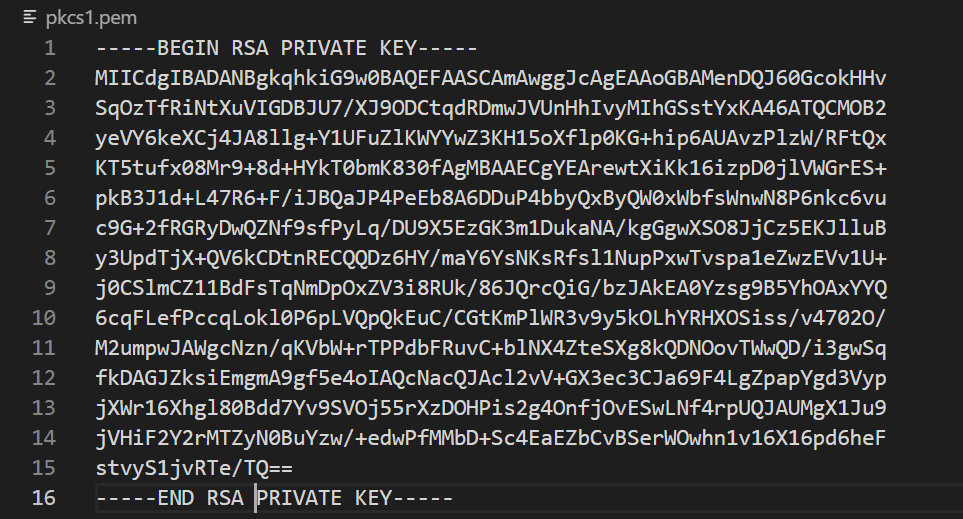 pkcs1.pem
1 -----BEGIN RSA PRIVATE KEY-----
2 MIICdgIBADANBgkqhkiG9w0BAQEFAASCAmAwggJcAgEAAoGBAMenDQJ60GcokHHv
3 SqOzTfRiNtXuVIGDBJU7/XJ9ODCtqdRDmwJVUnHhIvyMIhGSstYxKA46ATQCMOB2
4 yeVY6keXCj4JA8llg+Y1UFuZlKWYYwZ3KH15oXflp0KG+hip6AUAvzPlzW/RFtQx
5 KT5tufx08Mr9+8d+HYkT0bmK830fAgMBAAECgYEArewtXiKk16izpD0jlVWGrES+
6 pkB3J1d+L47R6+F/iJBQaJP4PeEb8A6DDuP4bbyQxByQW0xWbfsWnwN8P6nkc6vu
7 c9G+2fRGRyDwQZNf9sfPyLq/DU9X5EzGK3m1DukaNA/kgGgwXSO8JjCz5EKJlluB
8 y3UpdTjX+QV6kCDtnRECQQDz6HY/maY6YsNKsRfsl1NupPxwTvspa1eZwzEVv1U+
9 j0CSlmCZ11BdFsTqNmDpOxZV3i8RUk/86JQrcQiG/bzJAkEA0Yzsg9B5YhOAxYYQ
10 6cqFLefPccqLokl0P6pLVQpQkEuC/CGtKmPlWR3v9y5kOLhYRHXOSiss/v4702O/
11 M2umpwJAWgcNzn/qKVbW+rTPPdbFRuvC+blNX4ZteSXg8kQDNOovTWwQD/i3gwSq
12 fkDAGJZksiEmgmA9gf5e4oIAQcNacQJAcl2vV+GX3ec3CJa69F4LgZpapYgd3Vyp
13 jXWr16Xhgl80Bdd7Yv9SVOj55rXzDOHPis2g4OnfjOvESwLNf4rpUQJAUMgX1Ju9
14 jVHiF2Y2rMTZyN0BuYzw/+edwPfMMbD+Sc4EaEZbCvBSerWOwhn1v16X16pd6heF
15 stvyS1jvRTe/TQ==
16 -----END RSA PRIVATE KEY-----